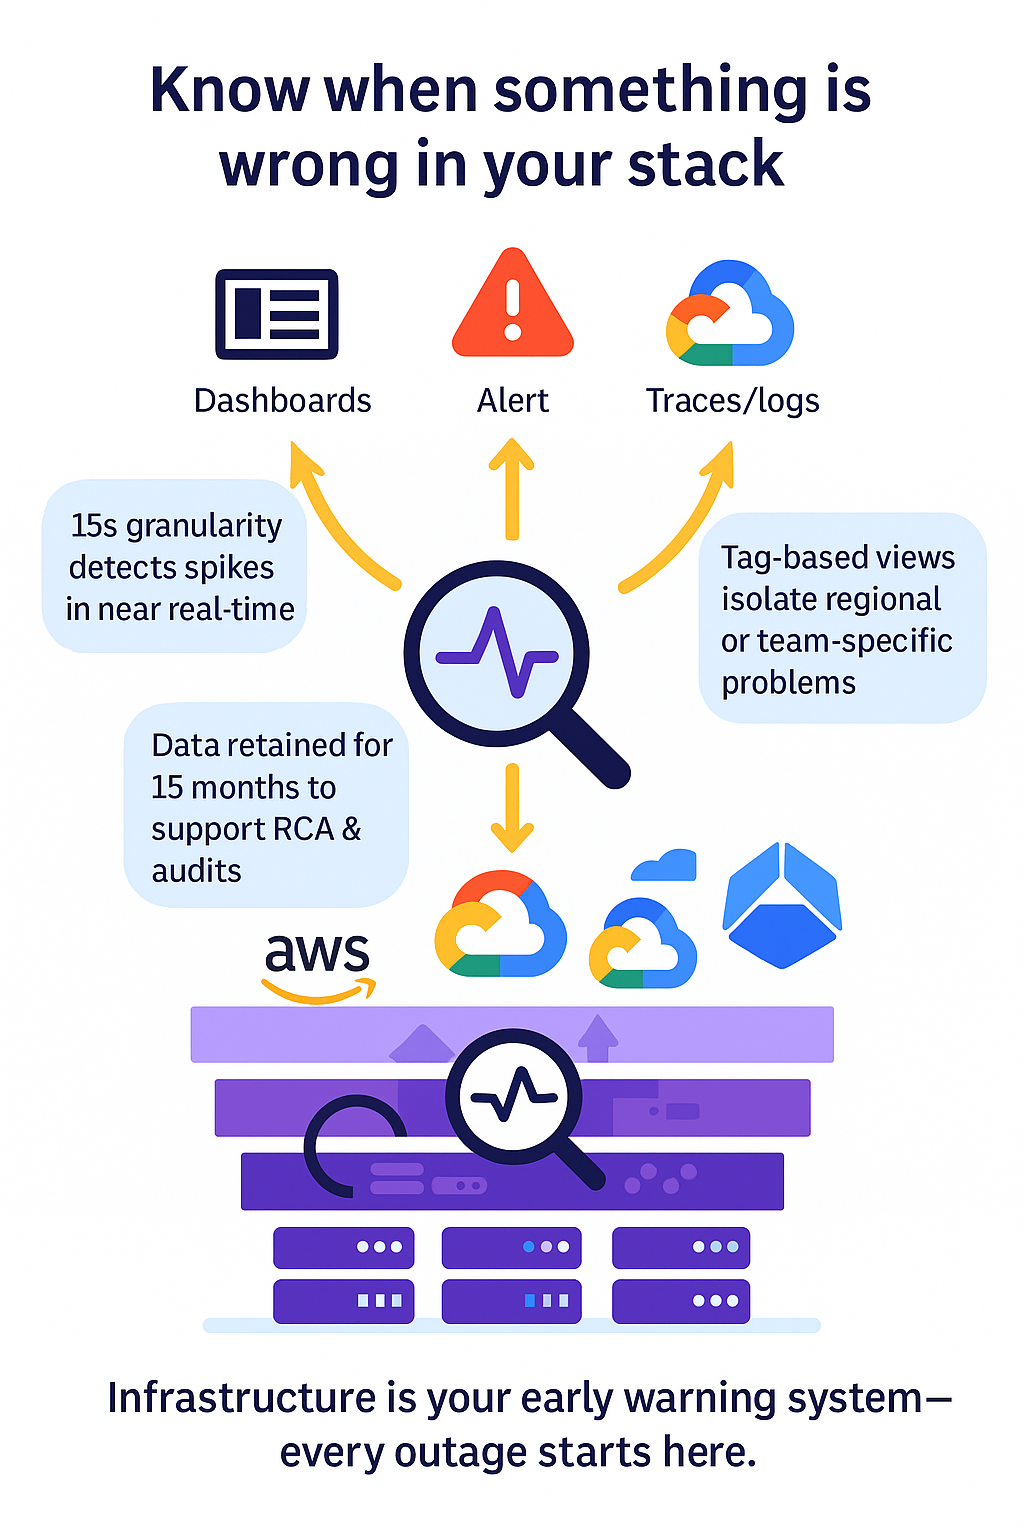 Know when something is
wrong in your stack
Dashboards
Alert
Traces/logs
15s granularity
detects spikes
in near real-time
Tag-based views
isolate regional
or team-specific
problems
Data retained for
15 months to
support RCA &
audits
aws
Infrastructure is your early warning system—
every outage starts here.